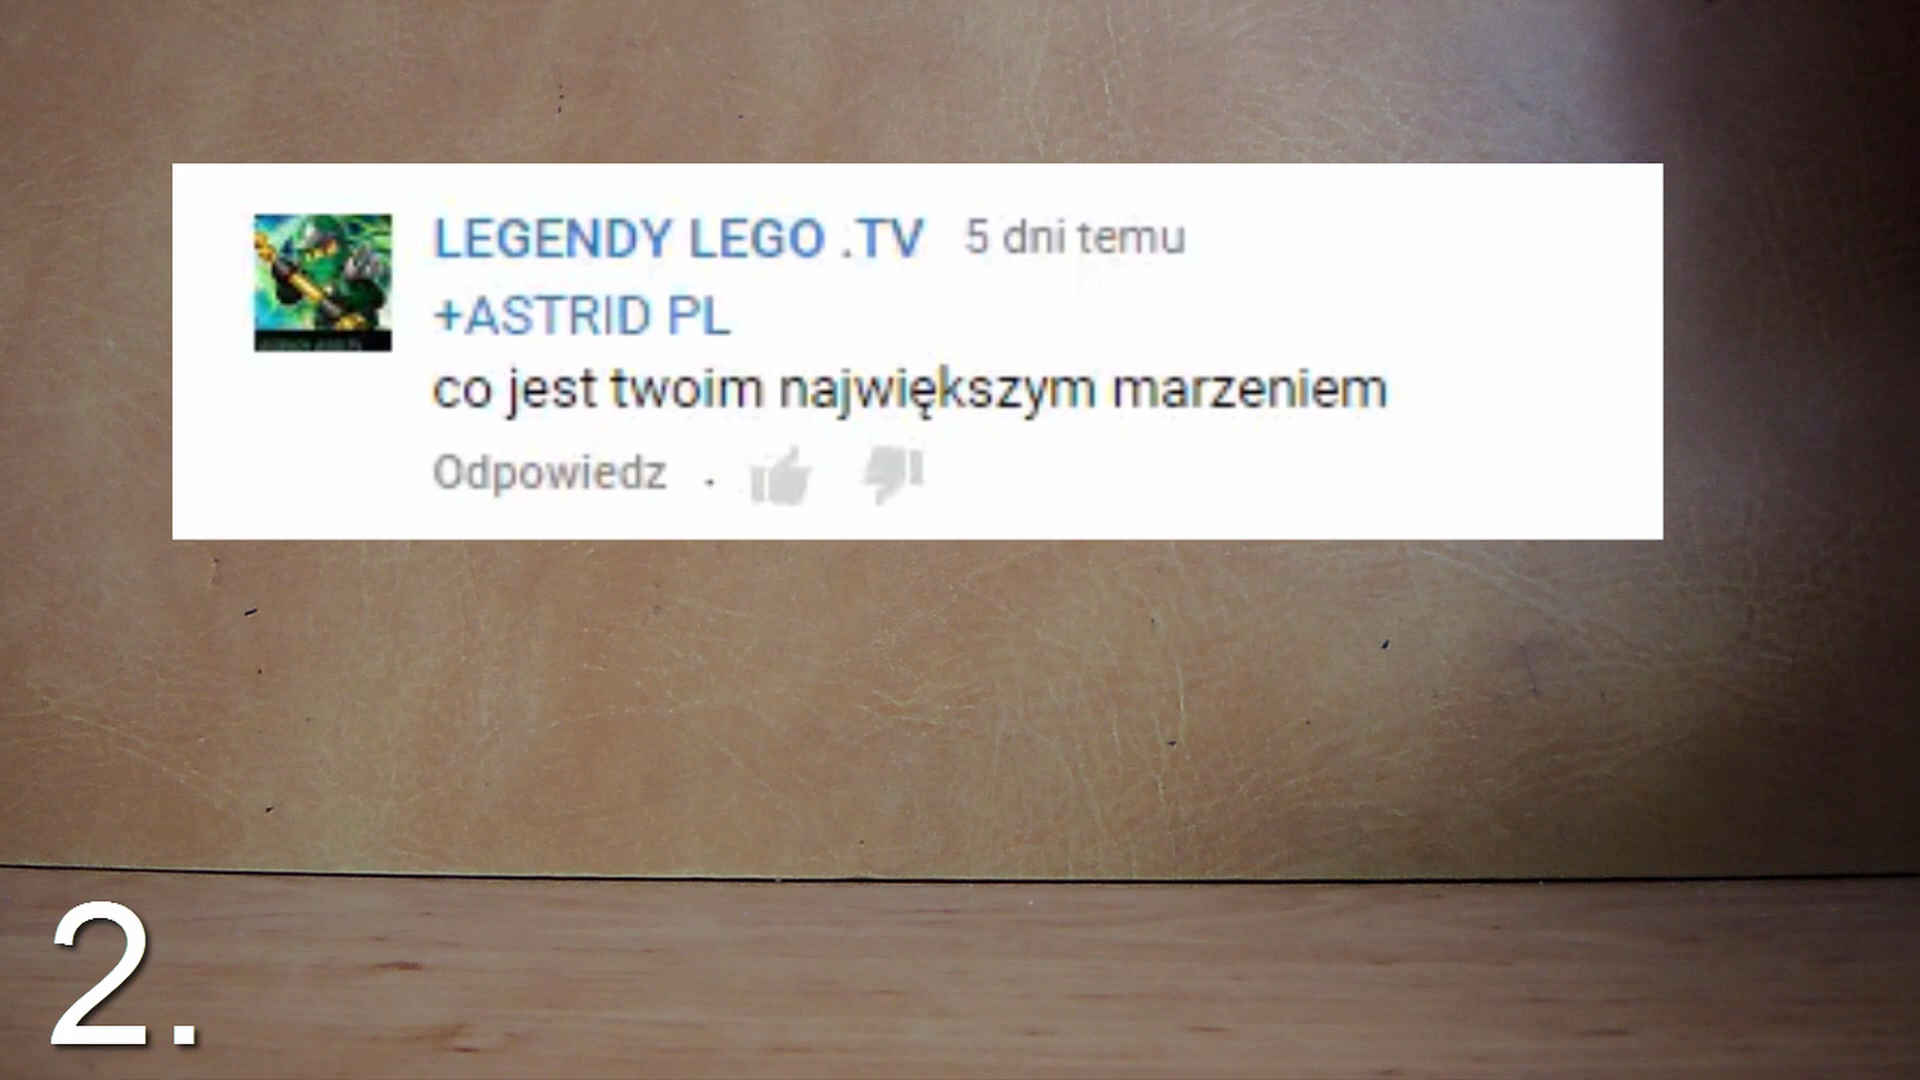 LEGENDY LEGO .TV 5 dni temu
+ASTRID PL
co jest twoim największym marzeniem
Odpowiedz .
2.